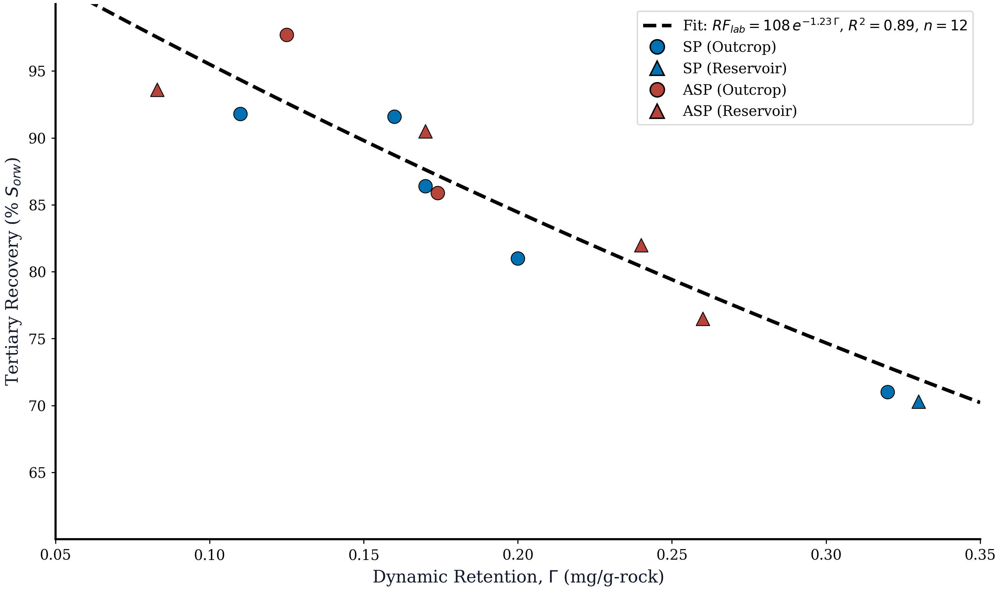 Fit: RF_lab = 108 e^{−1.23 Γ}, R² = 0.89, n = 12
SP (Outcrop)
SP (Reservoir)
ASP (Outcrop)
ASP (Reservoir)
Tertiary Recovery (% S_orw)
95
90
85
80
75
70
65
0.05 0.10 0.15 0.20 0.25 0.30 0.35
Dynamic Retention, Γ (mg/g-rock)